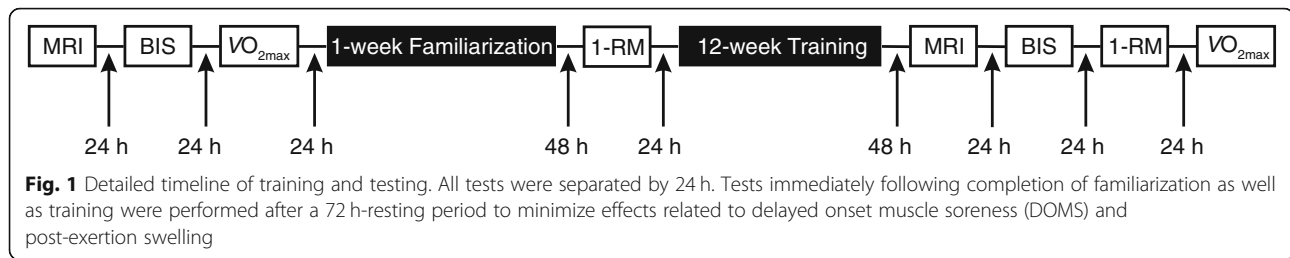 MRI BIS VO2max 1-week Familiarization 1-RM 12-week Training MRI BIS 1-RM VO2max
24 h 24 h 24 h 48 h 24 h 48 h 24 h 24 h 24 h
Fig. 1 Detailed timeline of training and testing. All tests were separated by 24 h. Tests immediately following completion of familiarization as well
as training were performed after a 72 h-resting period to minimize effects related to delayed onset muscle soreness (DOMS) and
post-exertion swelling